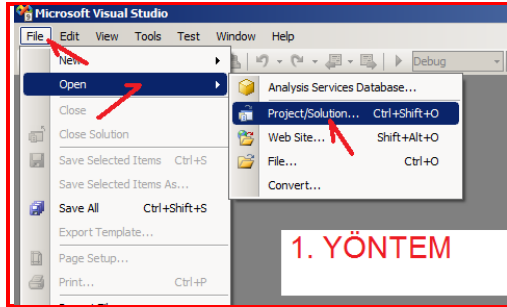 Microsoft Visual Studio
File Edit View Tools Test Window Help
New
Debug
Open
Analysis Services Database...
Close
Project/Solution... Ctrl+Shift+O
Close Solution
Web Site... Shift+Alt+O
Save Selected Items Ctrl+S
File... Ctrl+O
Save Selected Items As...
Convert...
Save All Ctrl+Shift+S
Export Template...
1. YÖNTEM
Page Setup...
Print... Ctrl+P